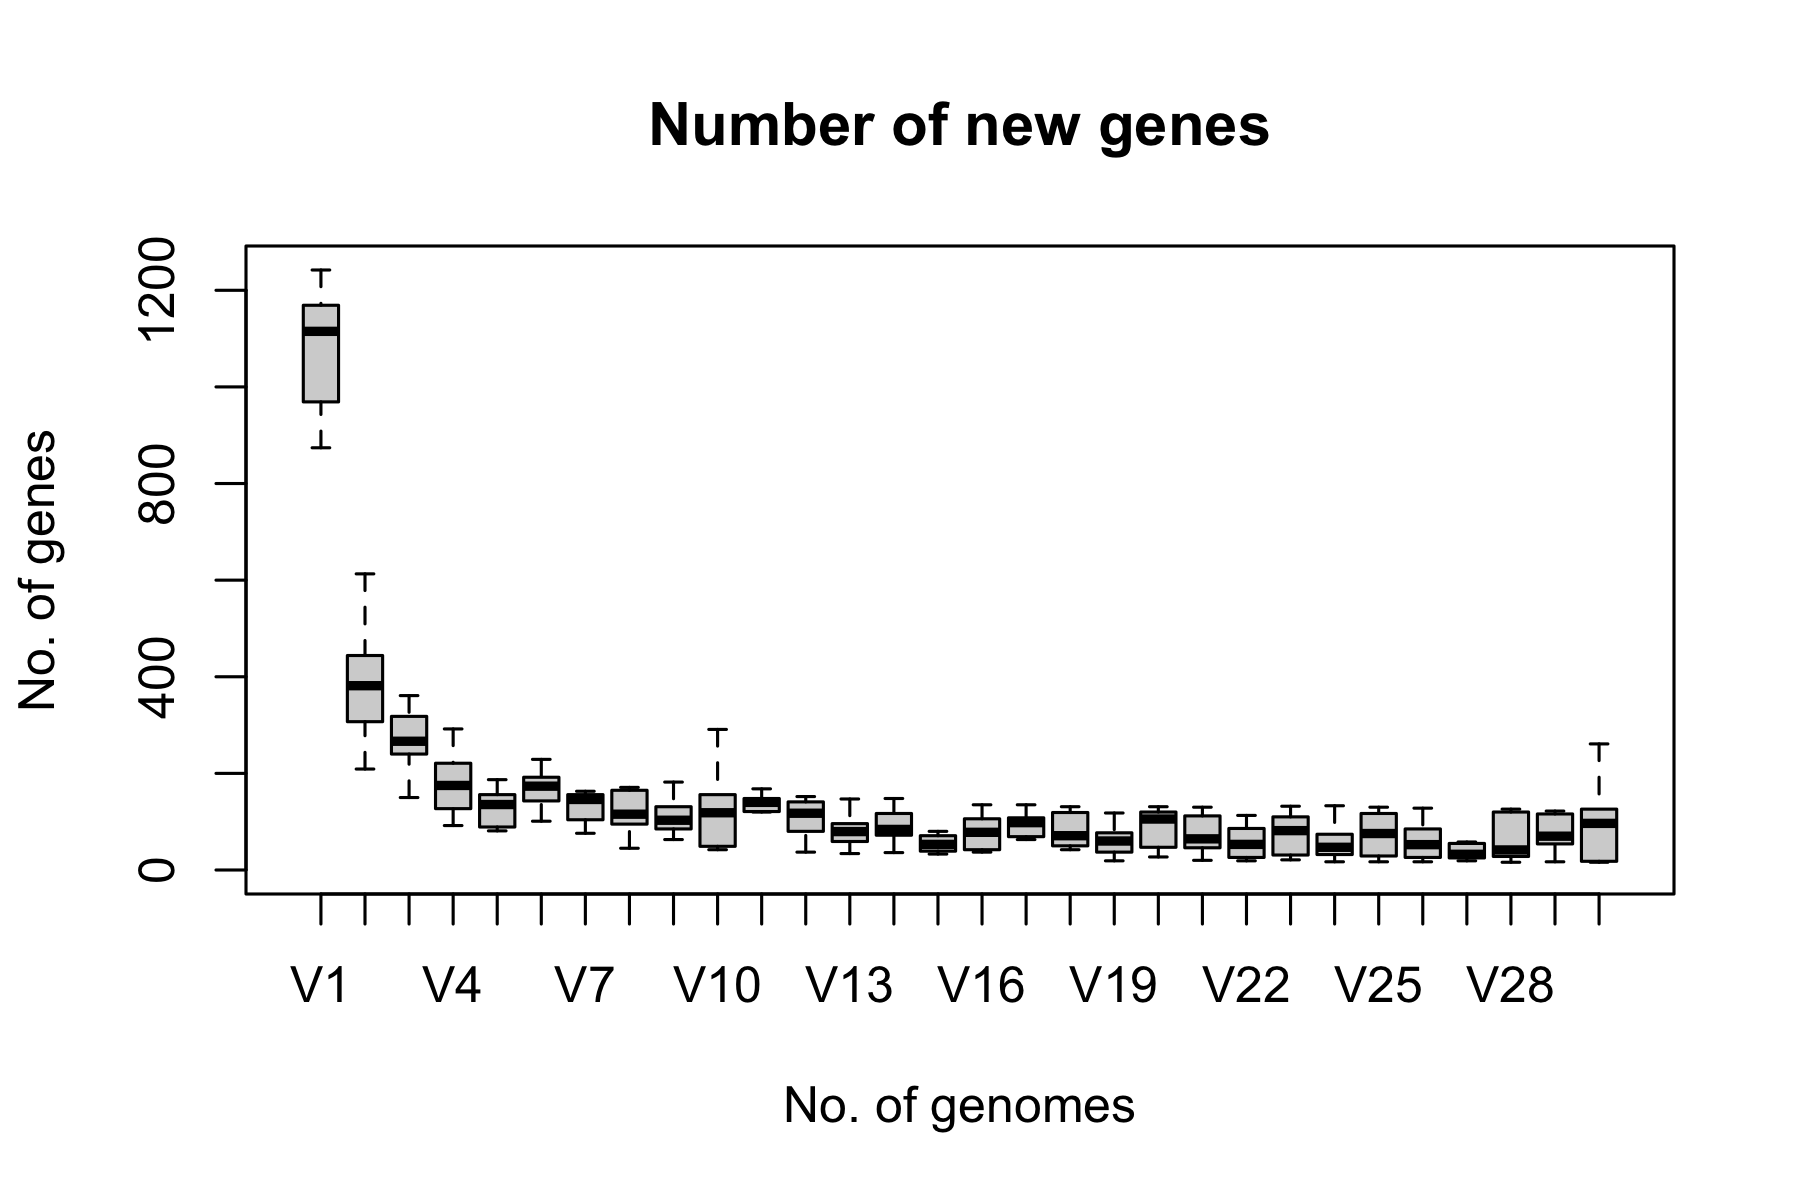 Number of new genes
No. of genes
1200
800
400
0
V1 V4 V7 V10 V13 V16 V19 V22 V25 V28
No. of genomes